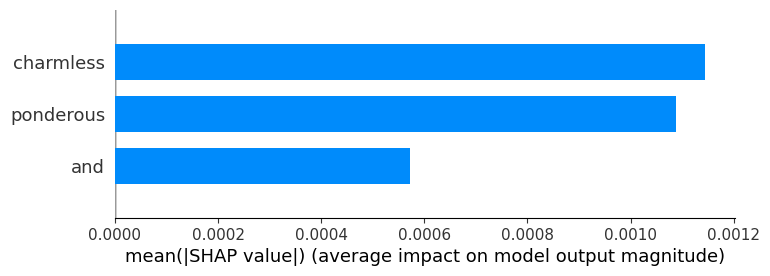 charmless
ponderous
and
0.0000 0.0002 0.0004 0.0006 0.0008 0.0010 0.0012
mean(|SHAP value|) (average impact on model output magnitude)